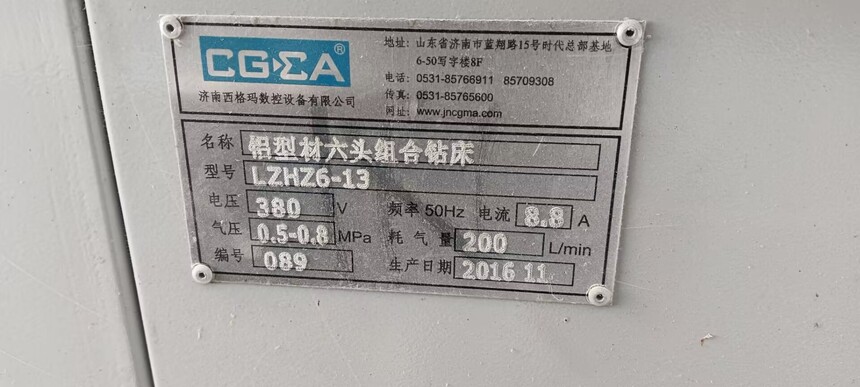 CGMA®
济南西格玛数控设备有限公司
地址: 山东省济南市蓝翔路15号时代总部基地
6-50写字楼8F
电话: 0531-85766911 85709308
传真: 0531-85765600
网址: www.jncgma.com
名称 铝型材六头组合钻床
型号 LZHZ6-13
电压 380 V 频率 50Hz 电流 8.8 A
气压 0.5-0.8 MPa 耗气量 200 L/min
编号 089 生产日期 2016 11